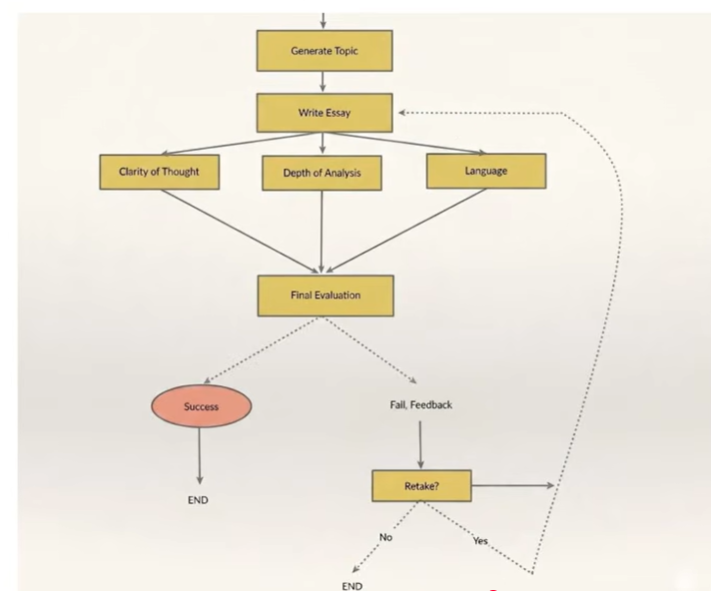 Generate Topic
Write Essay
Clarity of Thought
Depth of Analysis
Language
Final Evaluation
Success
Fail, Feedback
END
Retake?
No
Yes
END